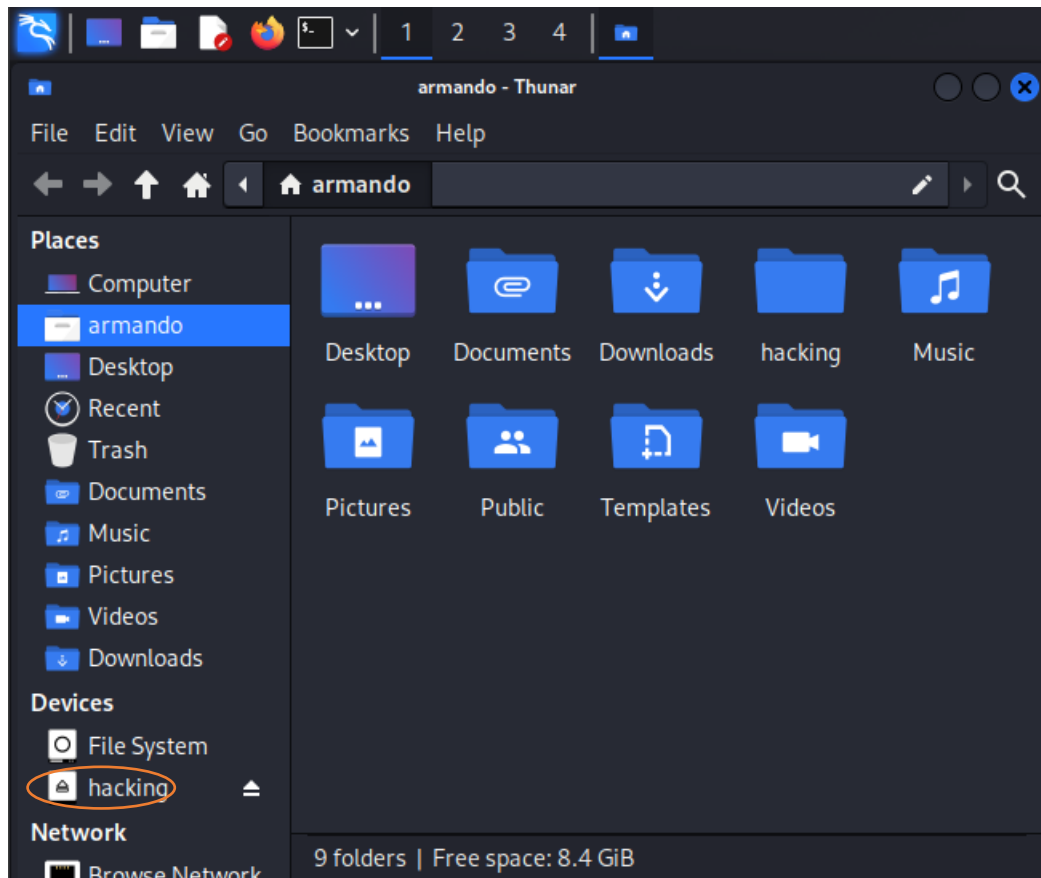 1 2 3 4
armando - Thunar
File Edit View Go Bookmarks Help
armando
Places
Computer
armando
Desktop
Recent
Trash
Documents
Music
Pictures
Videos
Downloads
Devices
File System
hacking
Network
Browse Network
Desktop Documents Downloads hacking Music
Pictures Public Templates Videos
9 folders | Free space: 8.4 GiB